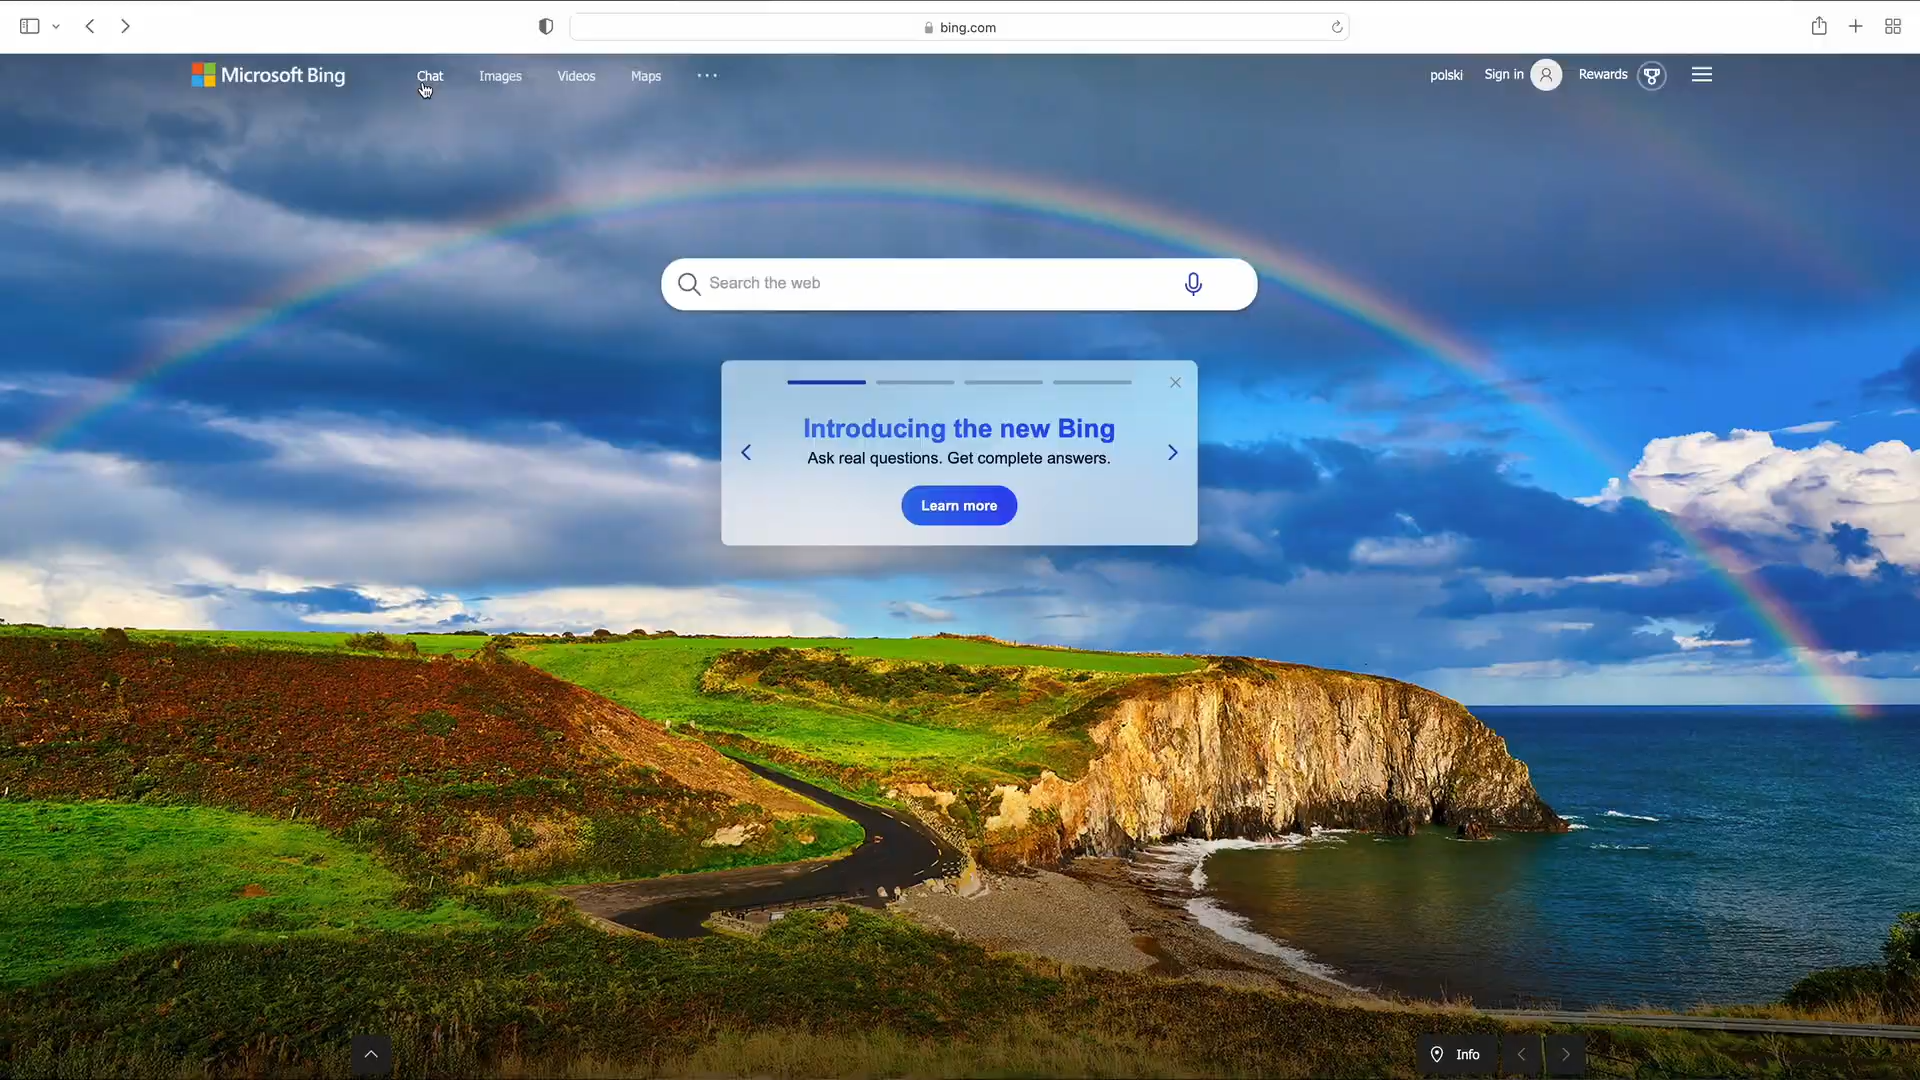 bing.com
Microsoft Bing Chat Images Videos Maps polski Sign in Rewards
Search the web
Introducing the new Bing
Ask real questions. Get complete answers.
Learn more
Info